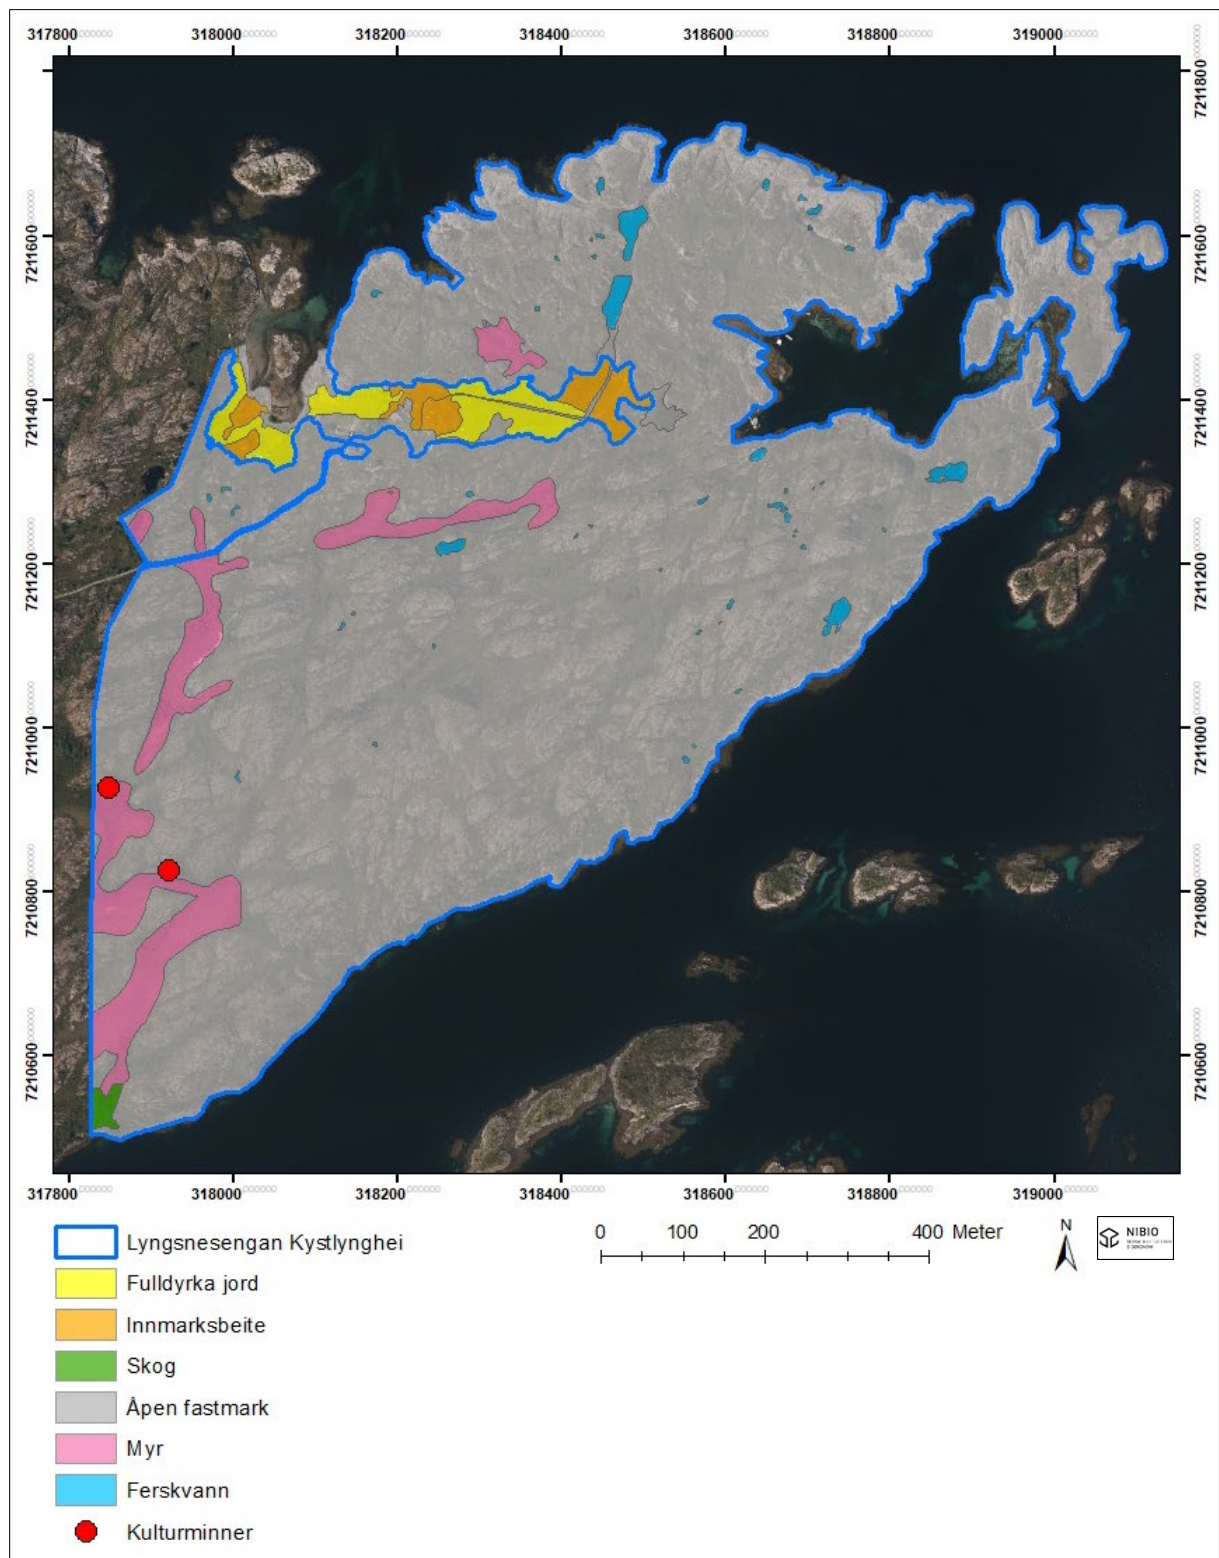 317800 318000 318200 318400 318600 318800 319000
7211800
7211600 7211600
7211400 7211400
7211200 7211200
7211000 7211000
7210800 7210800
7210600 7210600
317800 318000 318200 318400 318600 318800 319000
0 100 200 400 Meter
N
NIBIO
Lyngsnesengan Kystlynghei
Fulldyrka jord
Innmarksbeite
Skog
Åpen fastmark
Myr
Ferskvann
Kulturminner